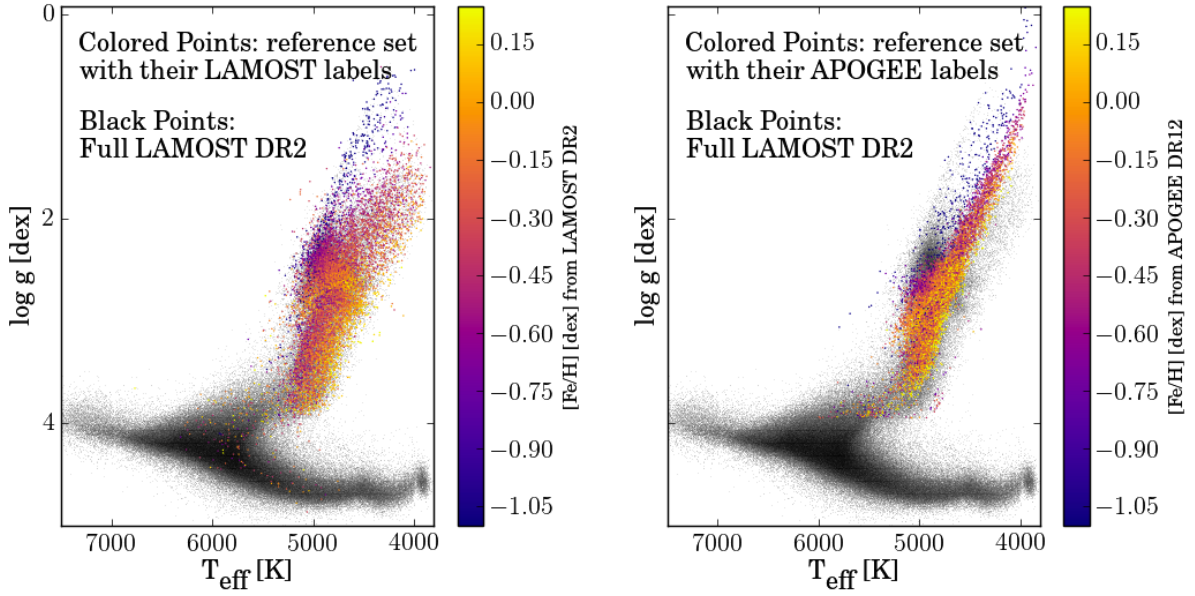 Colored Points: reference set
with their LAMOST labels
Black Points:
Full LAMOST DR2
0
2
4
log g [dex]
7000 6000 5000 4000
T_eff [K]
0.15
0.00
−0.15
−0.30
−0.45
−0.60
−0.75
−0.90
−1.05
[Fe/H] [dex] from LAMOST DR2
Colored Points: reference set
with their APOGEE labels
Black Points:
Full LAMOST DR2
log g [dex]
7000 6000 5000 4000
T_eff [K]
0.15
0.00
−0.15
−0.30
−0.45
−0.60
−0.75
−0.90
−1.05
[Fe/H] [dex] from APOGEE DR12